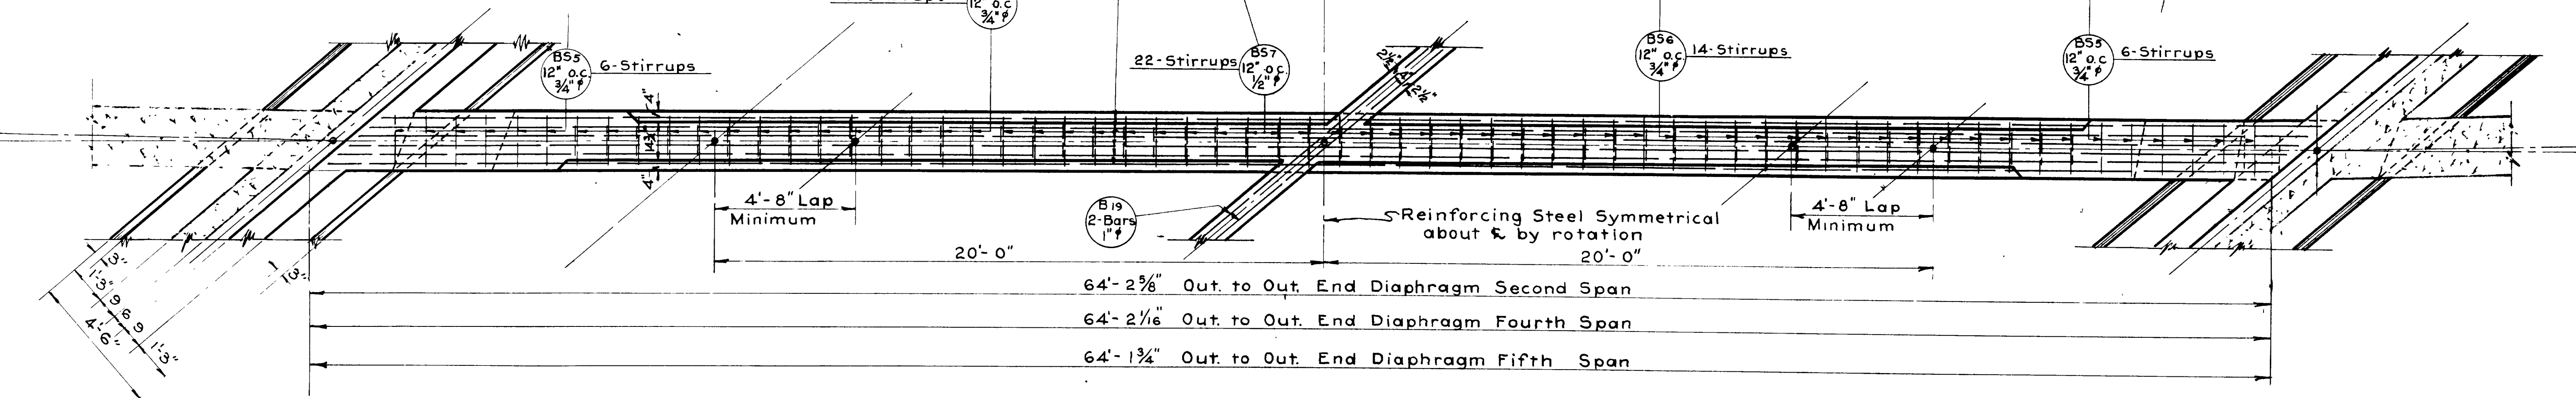 12" o.c
3/4" ϕ
BS5
12" o.c.
3/4" ϕ
6-Stirrups
22-Stirrups
BS7
12" o.c.
1/2" ϕ
BS6
12" o.c.
3/4" ϕ
14-Stirrups
BS5
12" o.c
3/4" ϕ
6-Stirrups
2½"
4"
2½"
4"
14¾"
4"
4'-8" Lap
Minimum
B19
2-Bars
1" ϕ
Reinforcing Steel Symmetrical
about ℄ by rotation
4'-8" Lap
Minimum
20'-0"
20'-0"
13"
1'-3"
9
6
9
1'-3"
4'-6"
13"
64'-2⅝" Out. to Out. End Diaphragm Second Span
64'-2 1/16" Out. to Out. End Diaphragm Fourth Span
64'-1¾" Out. to Out. End Diaphragm Fifth Span